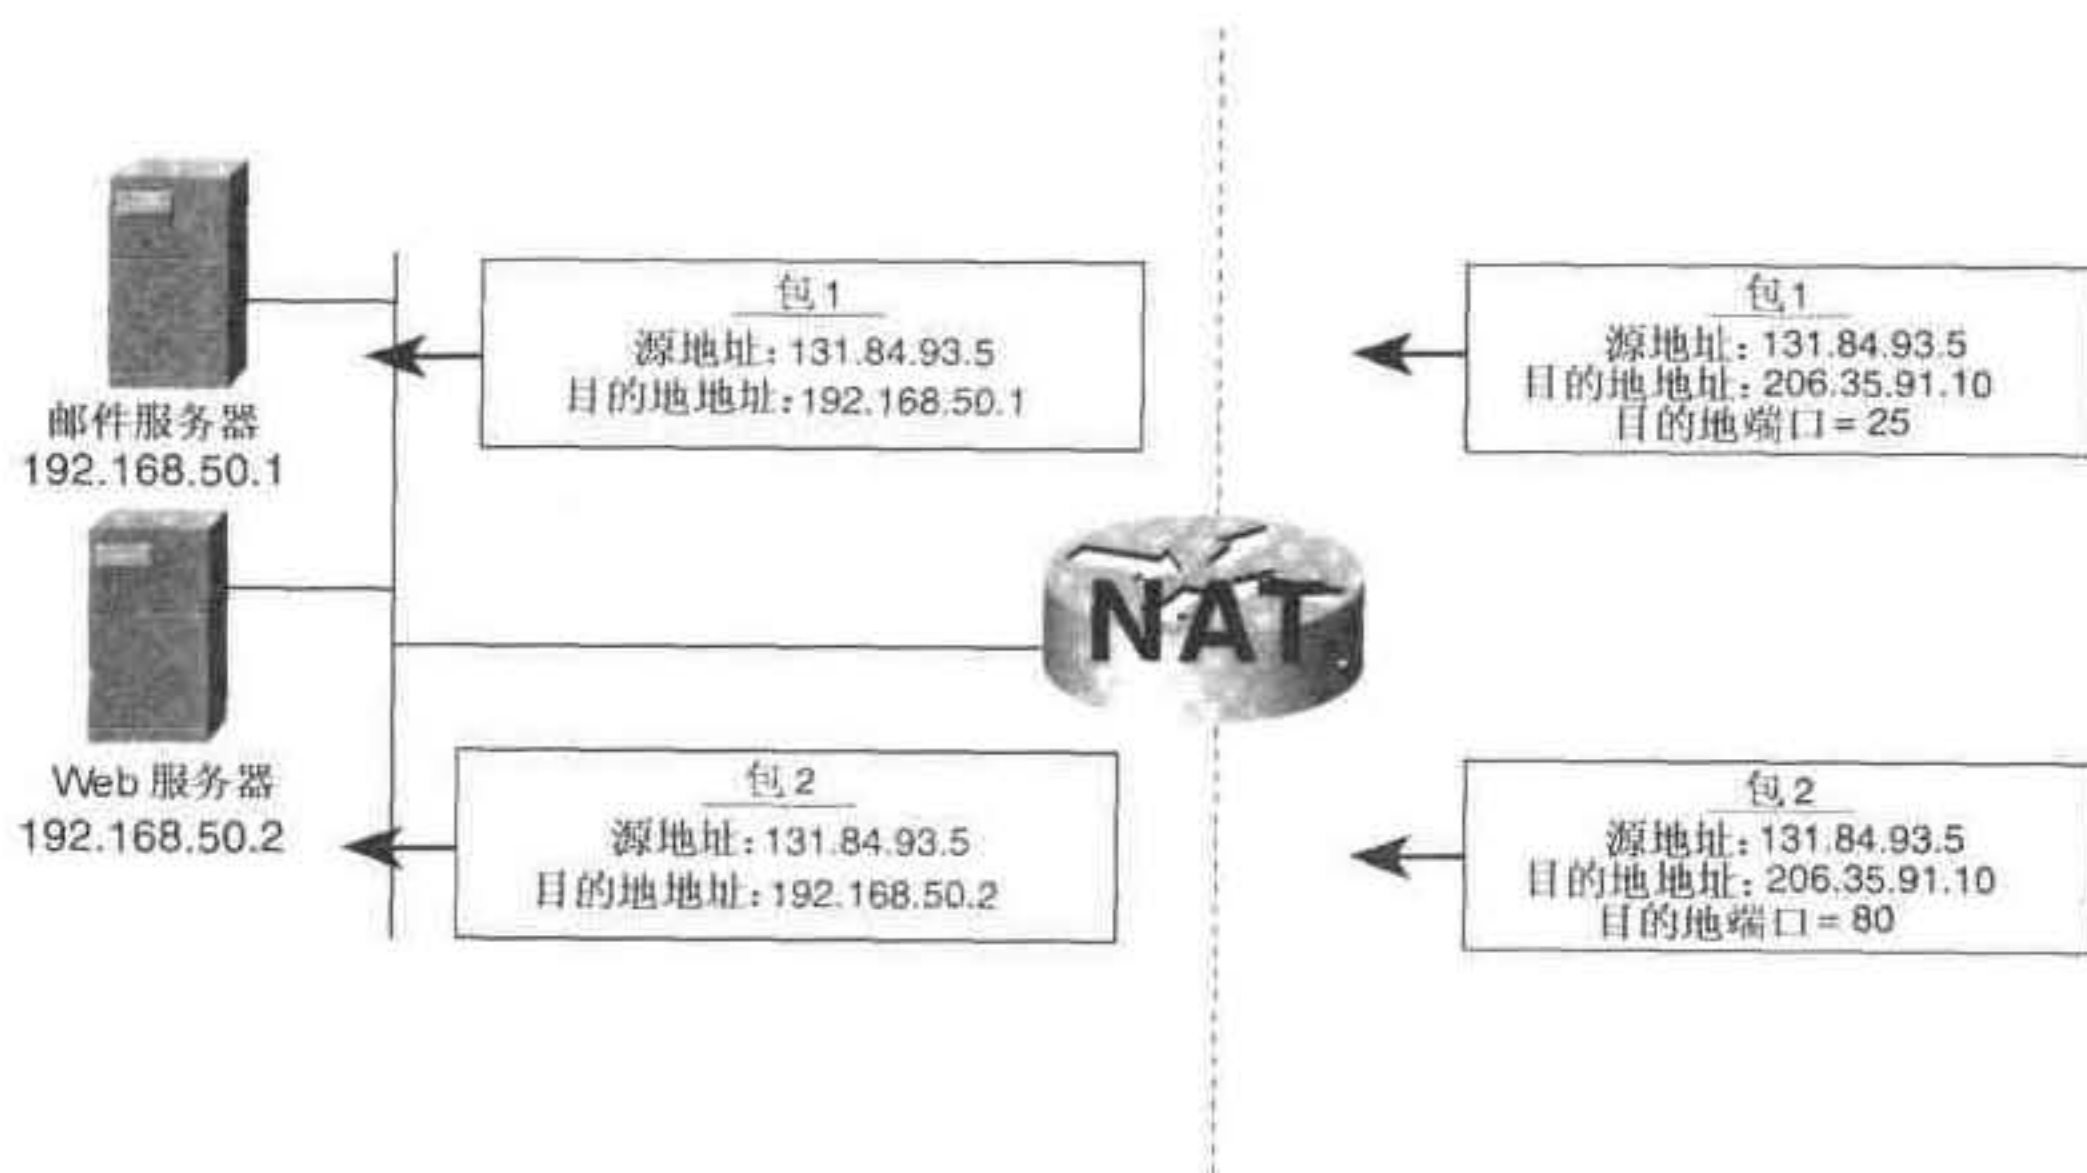 包1
源地址:131.84.93.5
目的地地址:192.168.50.1
包1
源地址:131.84.93.5
目的地地址:206.35.91.10
目的地端口=25
邮件服务器
192.168.50.1
NAT
Web 服务器
192.168.50.2
包2
源地址:131.84.93.5
目的地地址:192.168.50.2
包2
源地址:131.84.93.5
目的地地址:206.35.91.10
目的地端口=80